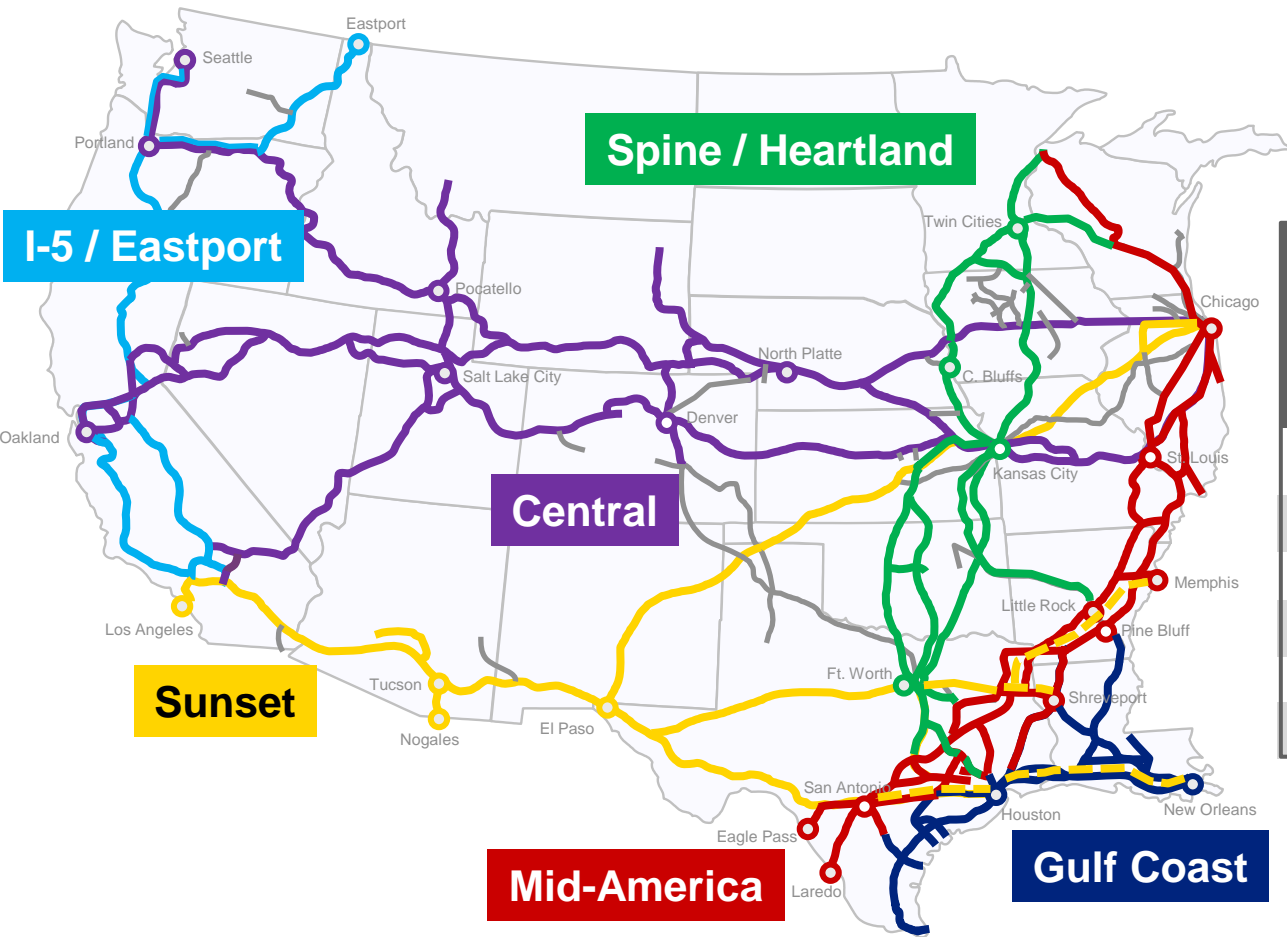 Eastport
Seattle
Portland
Spine / Heartland
Twin Cities
I-5 / Eastport
Pocatello
Chicago
North Platte
Salt Lake City
C. Bluffs
Denver
Oakland
St. Louis
Kansas City
Central
Memphis
Little Rock
Los Angeles
Pine Bluff
Ft. Worth
Sunset
Tucson
Shreveport
El Paso
Nogales
San Antonio
Houston
New Orleans
Eagle Pass
Gulf Coast
Mid-America
Laredo